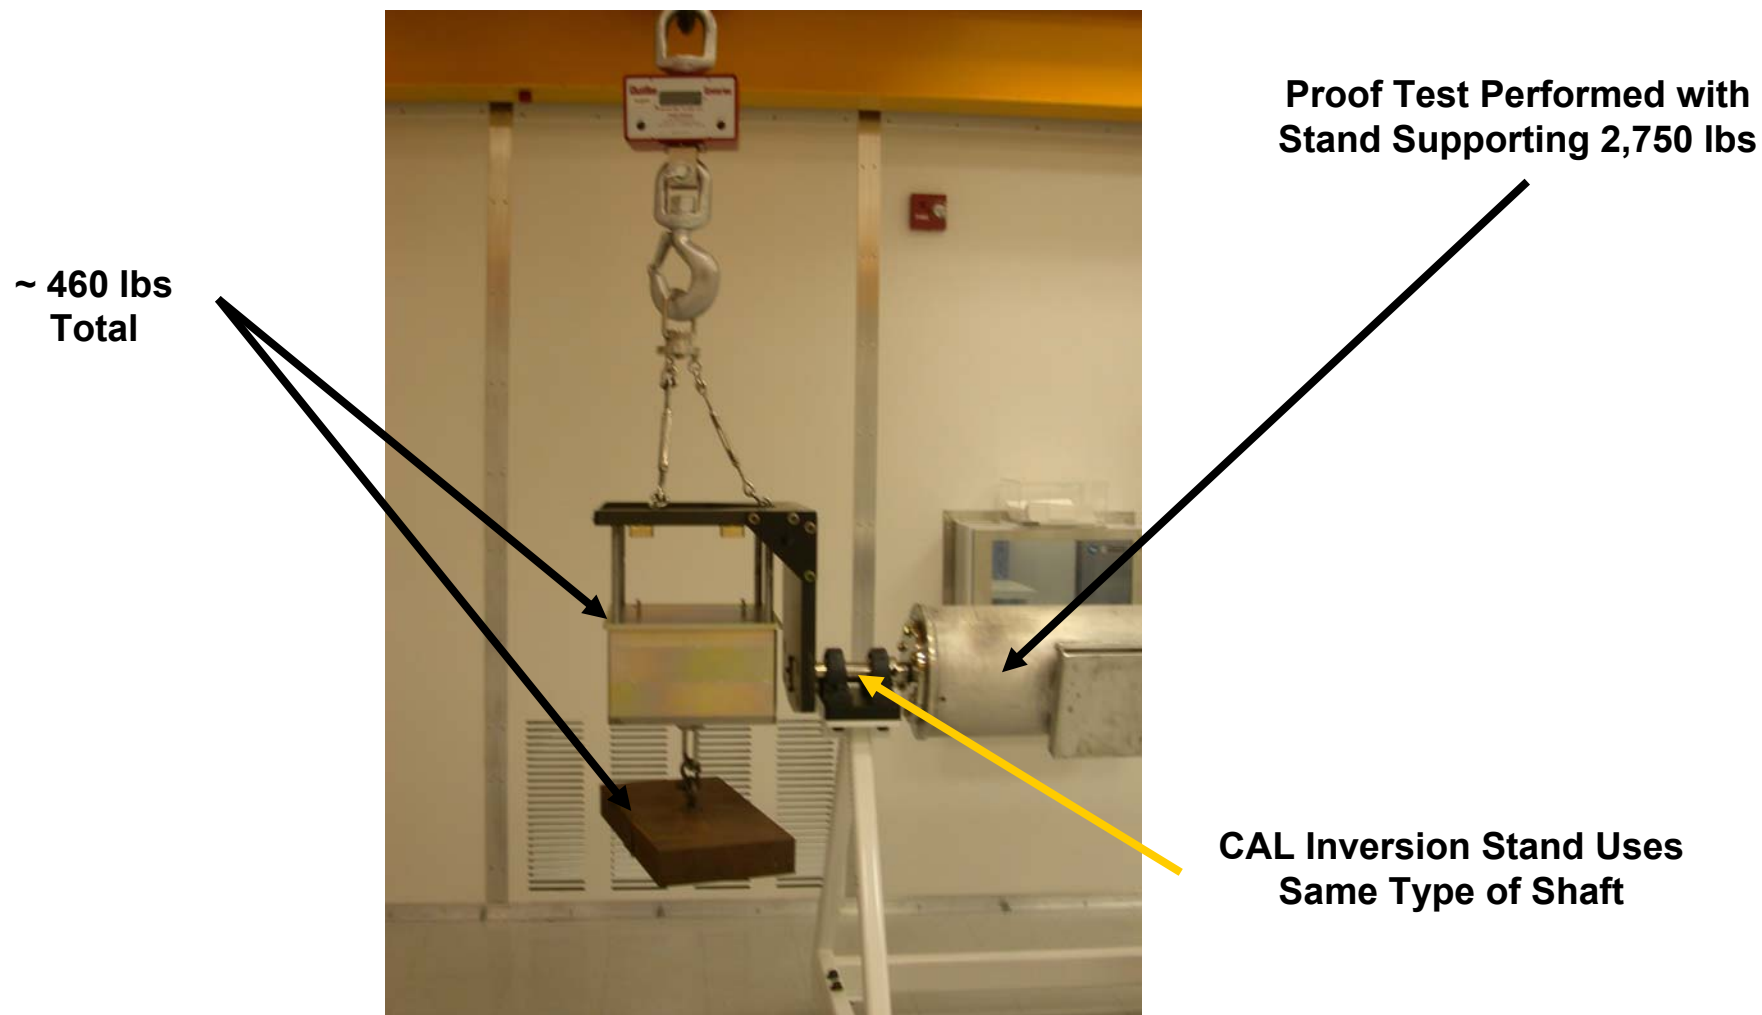 Proof Test Performed with
Stand Supporting 2,750 lbs
~ 460 lbs
Total
CAL Inversion Stand Uses
Same Type of Shaft